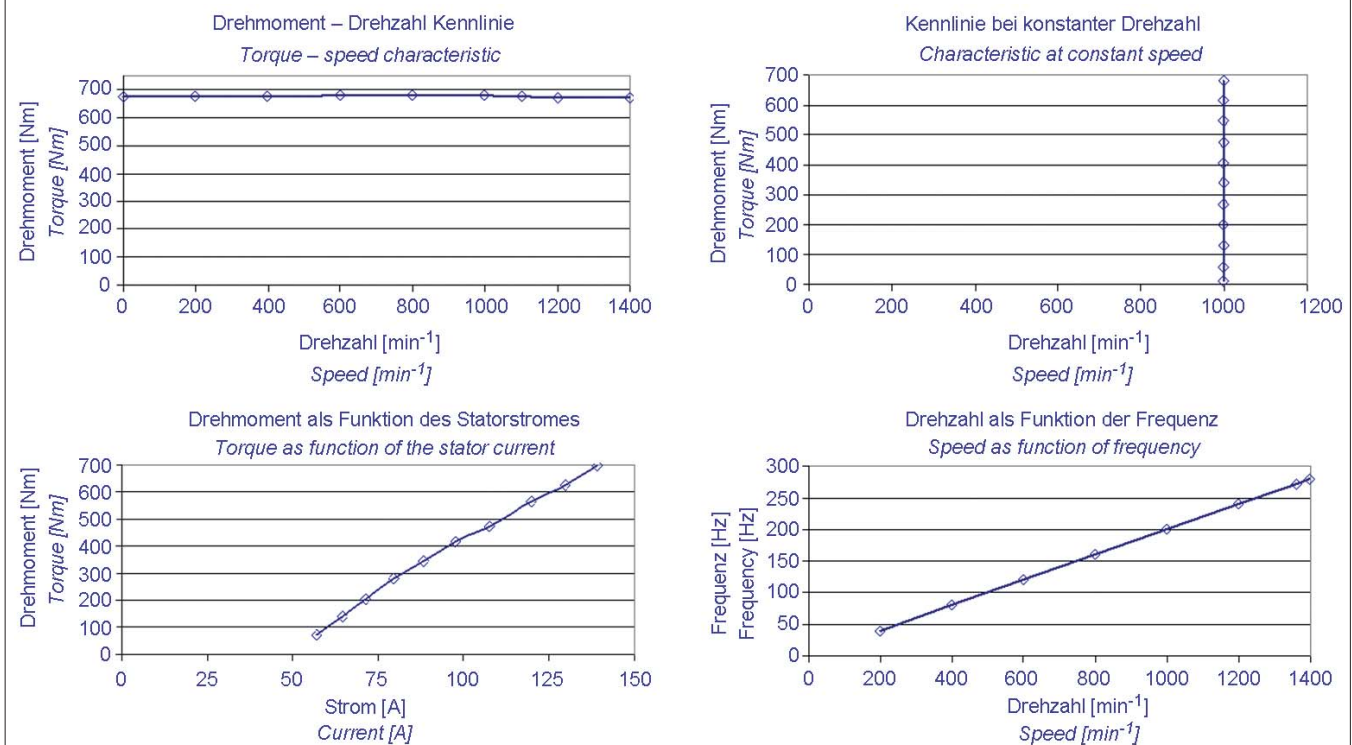 Drehmoment – Drehzahl Kennlinie
Torque – speed characteristic
Drehmoment [Nm]
Torque [Nm]
700
600
500
400
300
200
100
0
0 200 400 600 800 1000 1200 1400
Drehzahl [min-1]
Speed [min-1]
Kennlinie bei konstanter Drehzahl
Characteristic at constant speed
Drehmoment [Nm]
Torque [Nm]
700
600
500
400
300
200
100
0
0 200 400 600 800 1000 1200
Drehzahl [min-1]
Speed [min-1]
Drehmoment als Funktion des Statorstromes
Torque as function of the stator current
Drehmoment [Nm]
Torque [Nm]
700
600
500
400
300
200
100
0
0 25 50 75 100 125 150
Strom [A]
Current [A]
Drehzahl als Funktion der Frequenz
Speed as function of frequency
Frequenz [Hz]
Frequency [Hz]
300
250
200
150
100
50
0
0 200 400 600 800 1000 1200 1400
Drehzahl [min-1]
Speed [min-1]